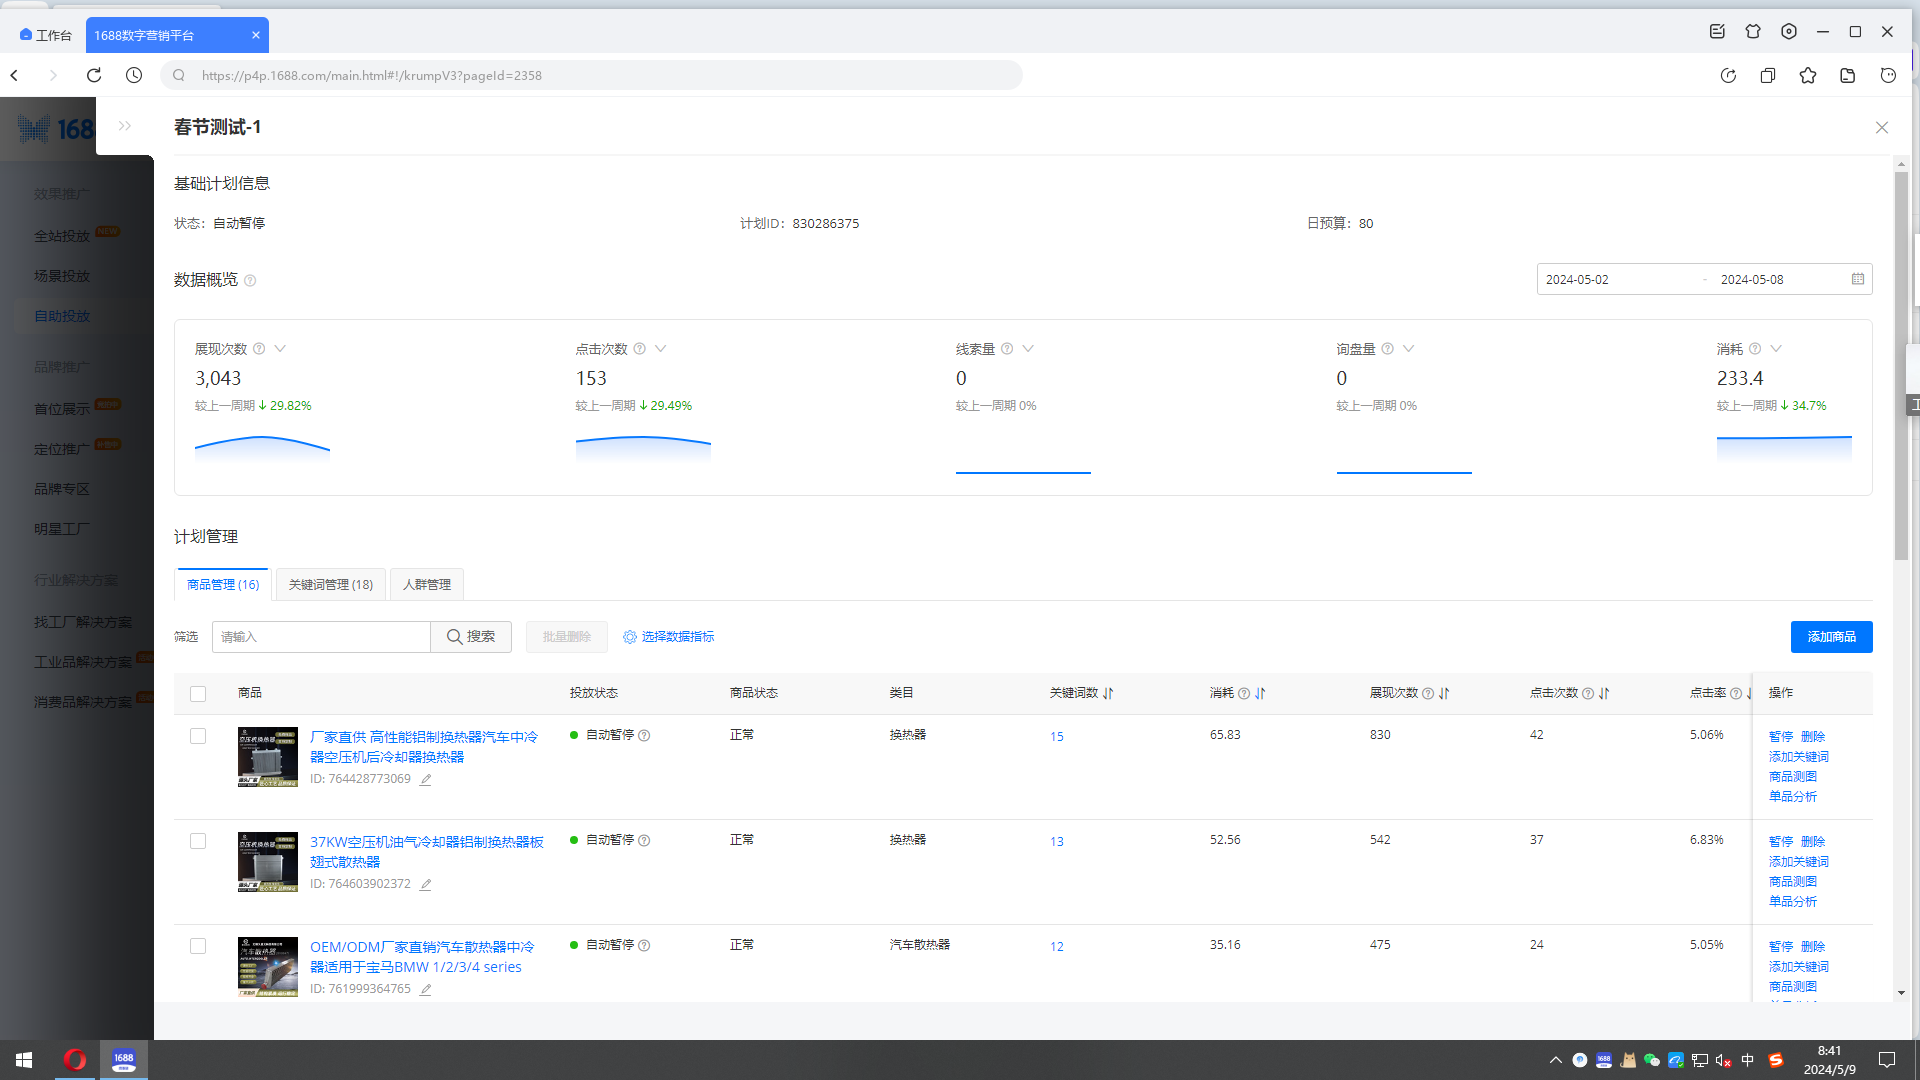 工作台
1688数字营销平台
https://p4p.1688.com/main.html#!/krumpV3?pageId=2358
168
春节测试-1
效果推广
全站投放 NEW
场景投放
自助投放
品牌推广
首位展示
定位推广
品牌专区
明星工厂
行业解决方案
找工厂解决方案
工业品解决方案
消费品解决方案
基础计划信息
状态: 自动暂停
计划ID: 830286375
日预算: 80
数据概览
2024-05-02 - 2024-05-08
展现次数
3,043
较上一周期 29.82%
点击次数
153
较上一周期 29.49%
线索量
0
较上一周期 0%
询盘量
0
较上一周期 0%
消耗
233.4
较上一周期 34.7%
计划管理
商品管理 (16) 关键词管理 (18) 人群管理
筛选 请输入 搜索 批量删除 选择数据指标 添加商品
商品 投放状态 商品状态 类目 关键词数 消耗 展现次数 点击次数 点击率 操作
厂家直供 高性能铝制换热器汽车中冷
器空压机后冷却器换热器
ID: 764428773069
自动暂停 正常 换热器 15 65.83 830 42 5.06%
暂停 删除
添加关键词
商品测图
单品分析
37KW空压机油气冷却器铝制换热器板
翅式散热器
ID: 764603902372
自动暂停 正常 换热器 13 52.56 542 37 6.83%
暂停 删除
添加关键词
商品测图
单品分析
OEM/ODM厂家直销汽车散热器中冷
器适用于宝马BMW 1/2/3/4 series
ID: 761999364765
自动暂停 正常 汽车散热器 12 35.16 475 24 5.05%
暂停 删除
添加关键词
商品测图
空压机换热器
空压机换热器
汽车散热器
1688
中
8:41
2024/5/9